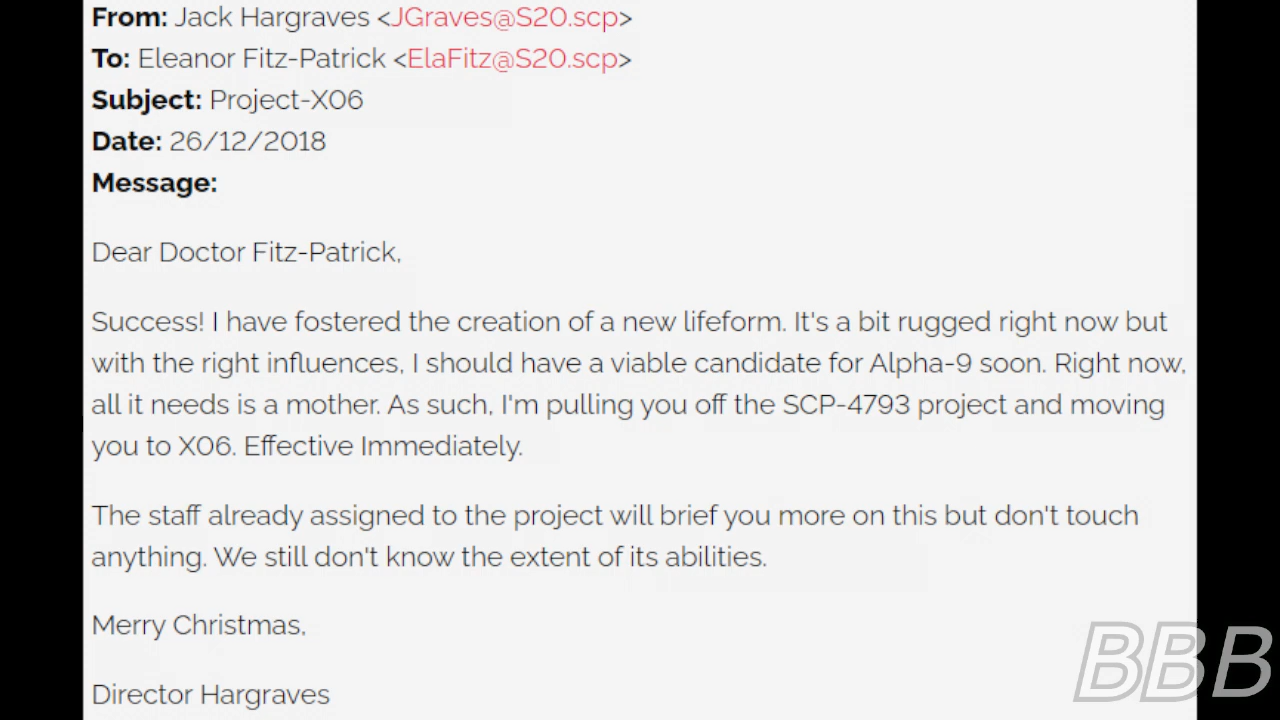 From: Jack Hargraves <JGraves@S20.scp>
To: Eleanor Fitz-Patrick <ElaFitz@S20.scp>
Subject: Project-X06
Date: 26/12/2018
Message:
Dear Doctor Fitz-Patrick,
Success! I have fostered the creation of a new lifeform. It's a bit rugged right now but
with the right influences, I should have a viable candidate for Alpha-9 soon. Right now,
all it needs is a mother. As such, I'm pulling you off the SCP-4793 project and moving
you to X06. Effective Immediately.
The staff already assigned to the project will brief you more on this but don't touch
anything. We still don't know the extent of its abilities.
Merry Christmas,
Director Hargraves
BBB